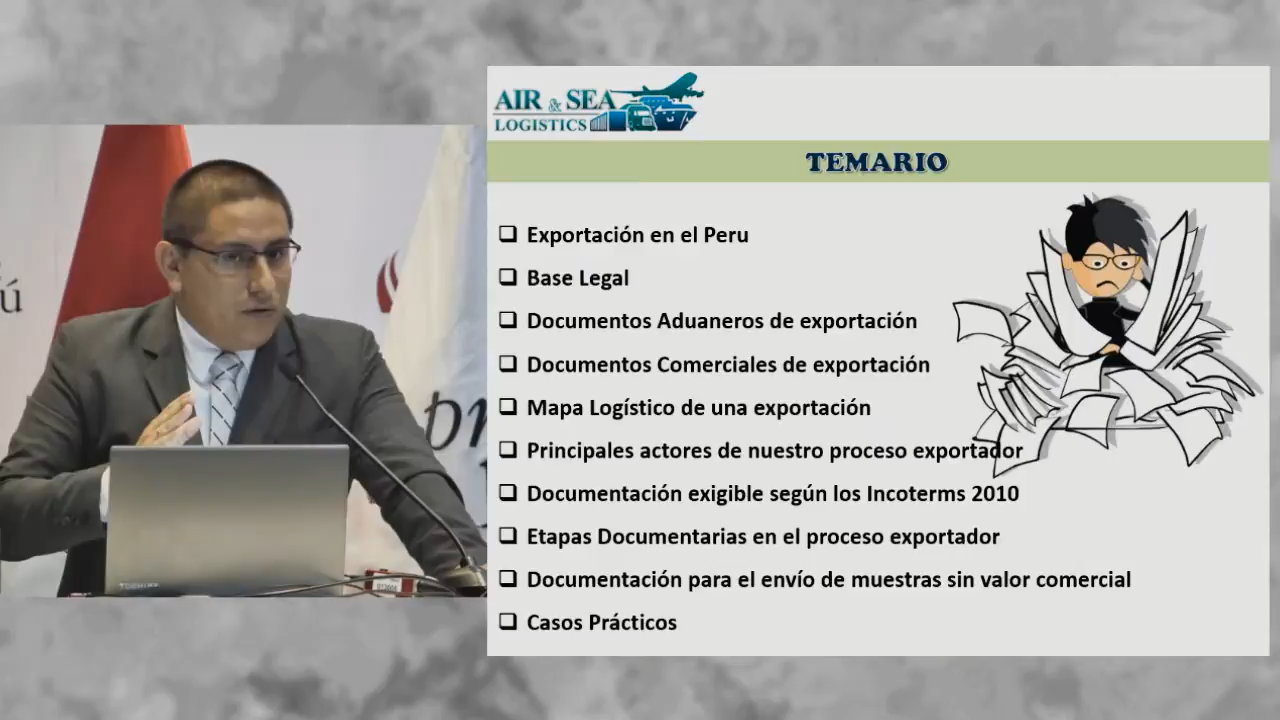 AIR & SEA
LOGISTICS
TEMARIO
Exportación en el Peru
Base Legal
Documentos Aduaneros de exportación
Documentos Comerciales de exportación
Mapa Logístico de una exportación
Principales actores de nuestro proceso exportador
Documentación exigible según los Incoterms 2010
Etapas Documentarias en el proceso exportador
Documentación para el envío de muestras sin valor comercial
Casos Prácticos
ú
pr
TOSHIBA